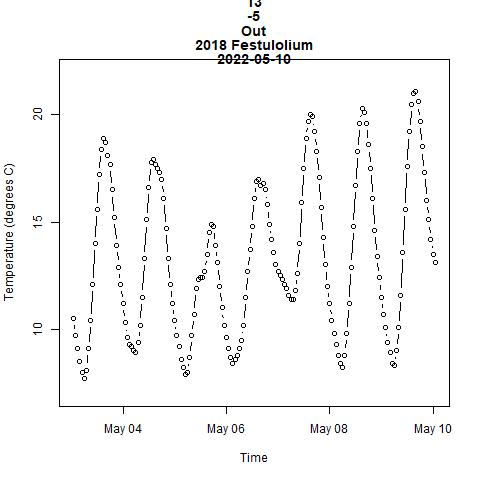 13
-5
Out
2018 Festulolium
2022-05-10
Temperature (degrees C)
20
15
10
May 04
May 06
May 08
May 10
Time